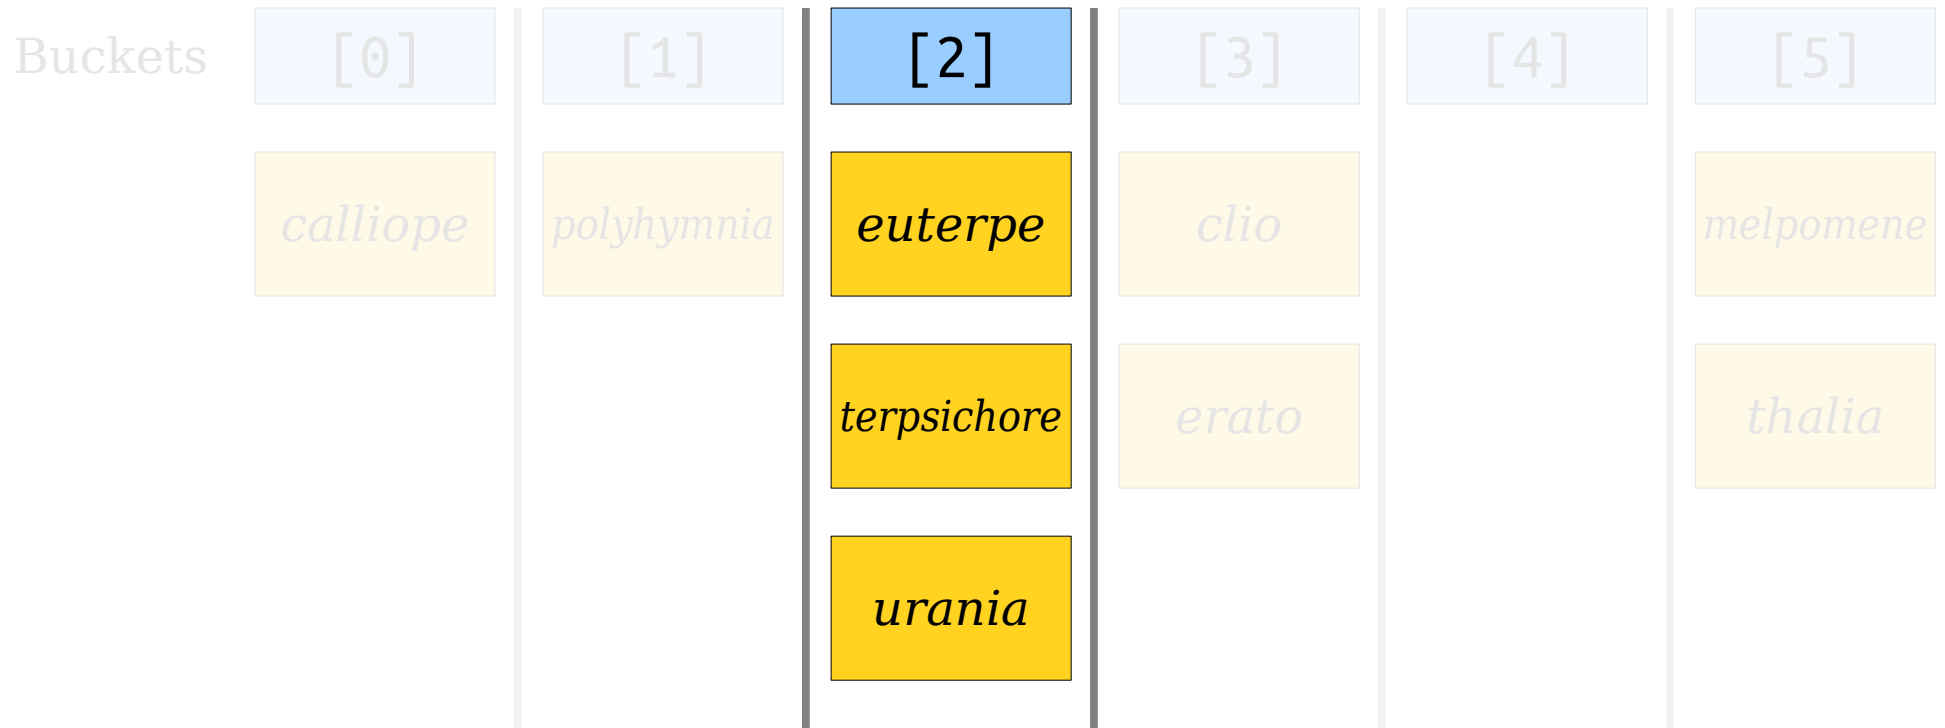 Buckets [0] [1] [2] [3] [4] [5]
calliope polyhymnia euterpe clio melpomene
terpsichore erato thalia
urania